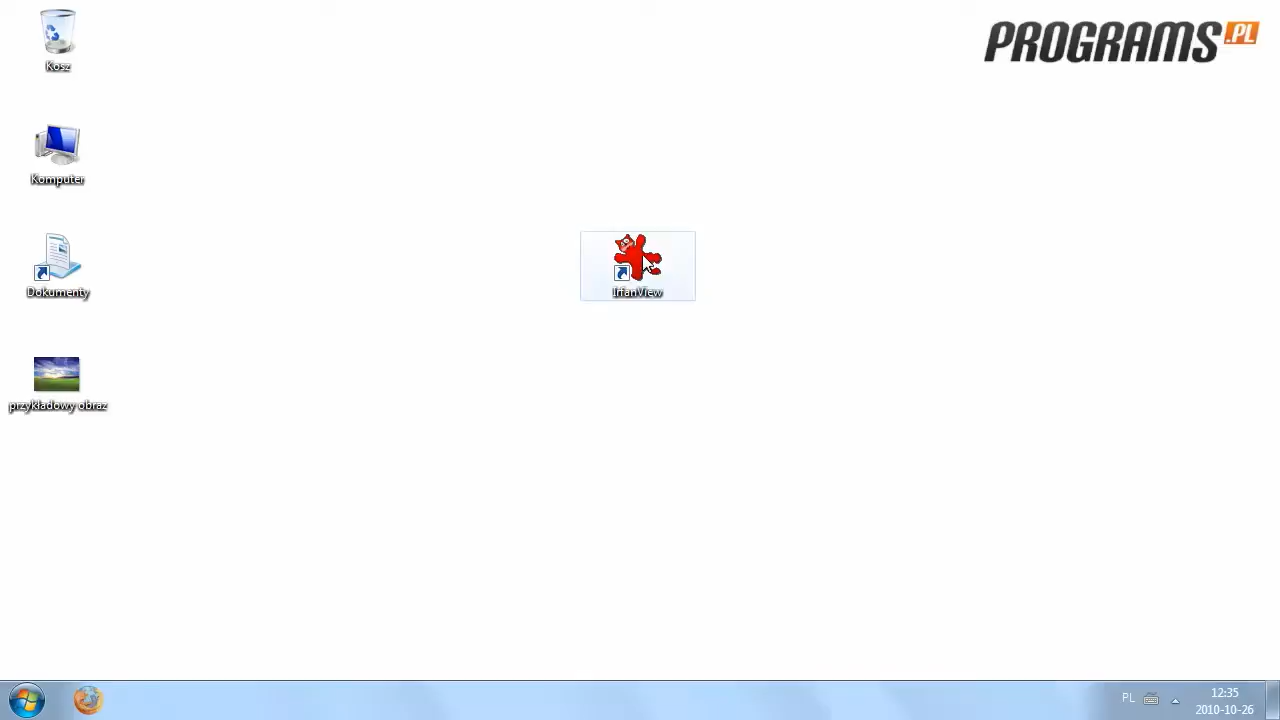 Kosz
PROGRAMS.PL
Komputer
IrfanView
Dokumenty
przykładowy obraz
PL
12:35
2010-10-26